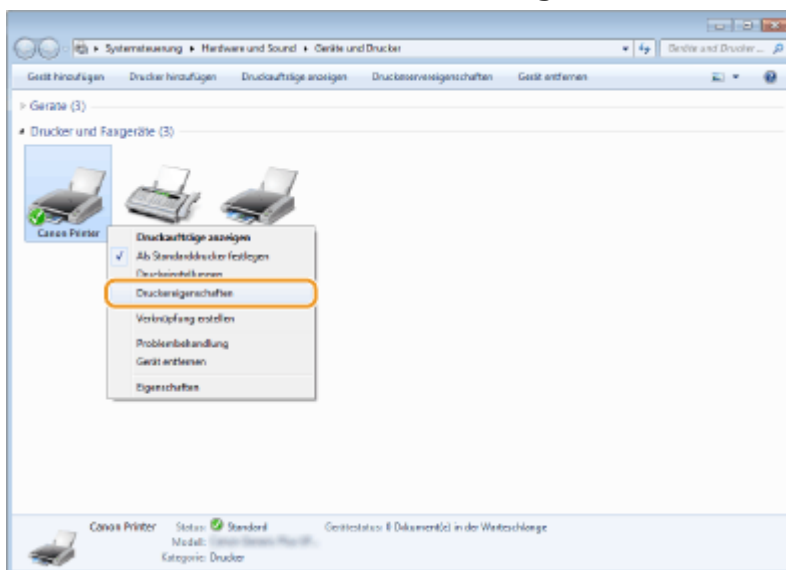 Systemsteuerung ▸ Hardware und Sound ▸ Geräte und Drucker
Geräte und Drucker ...
Gerät hinzufügen Drucker hinzufügen Druckaufträge anzeigen Druckservereigenschaften Gerät entfernen
Geräte (3)
Drucker und Faxgeräte (3)
Canon Printer
Druckaufträge anzeigen
Als Standarddrucker festlegen
Druckeinstellungen
Druckereigenschaften
Verknüpfung erstellen
Problembehandlung
Gerät entfernen
Eigenschaften
Canon Printer Status: Standard Gerätestatus: 0 Dokument(e) in der Warteschlange
Modell:
Kategorie: Drucker